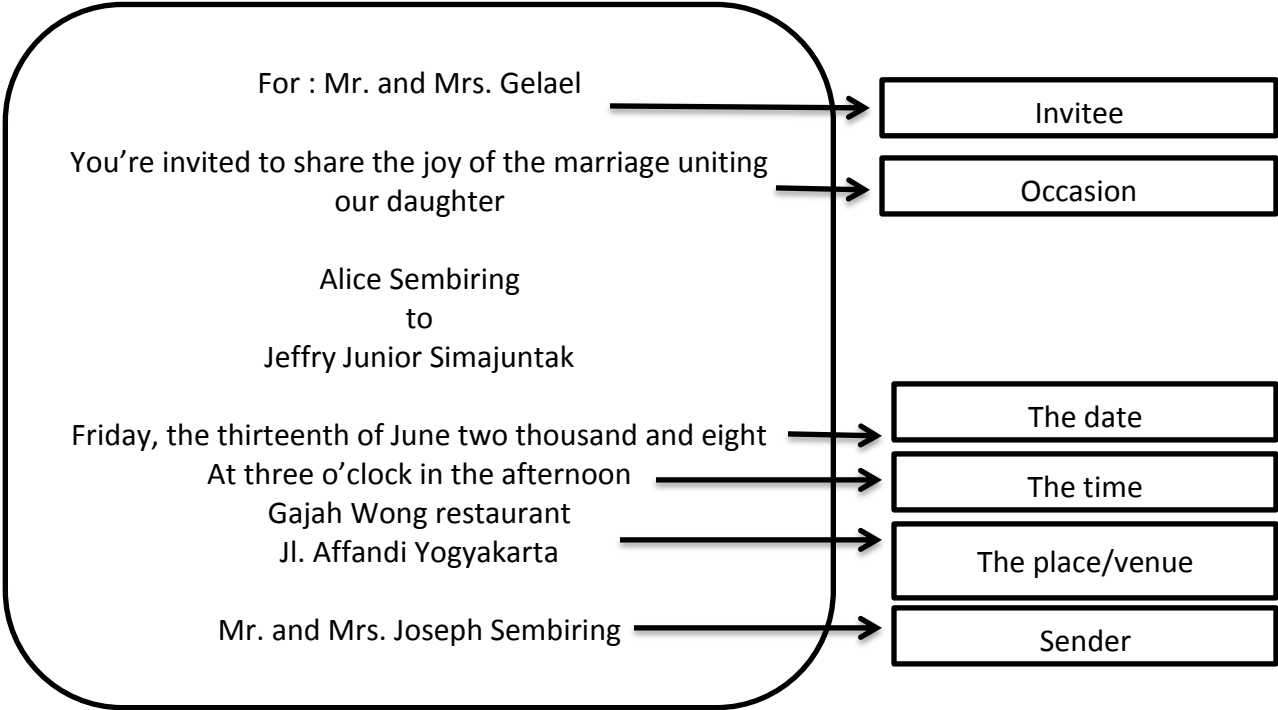 For : Mr. and Mrs. Gelael
Invitee
You're invited to share the joy of the marriage uniting
our daughter
Occasion
Alice Sembiring
to
Jeffry Junior Simajuntak
Friday, the thirteenth of June two thousand and eight
The date
At three o'clock in the afternoon
The time
Gajah Wong restaurant
Jl. Affandi Yogyakarta
The place/venue
Mr. and Mrs. Joseph Sembiring
Sender